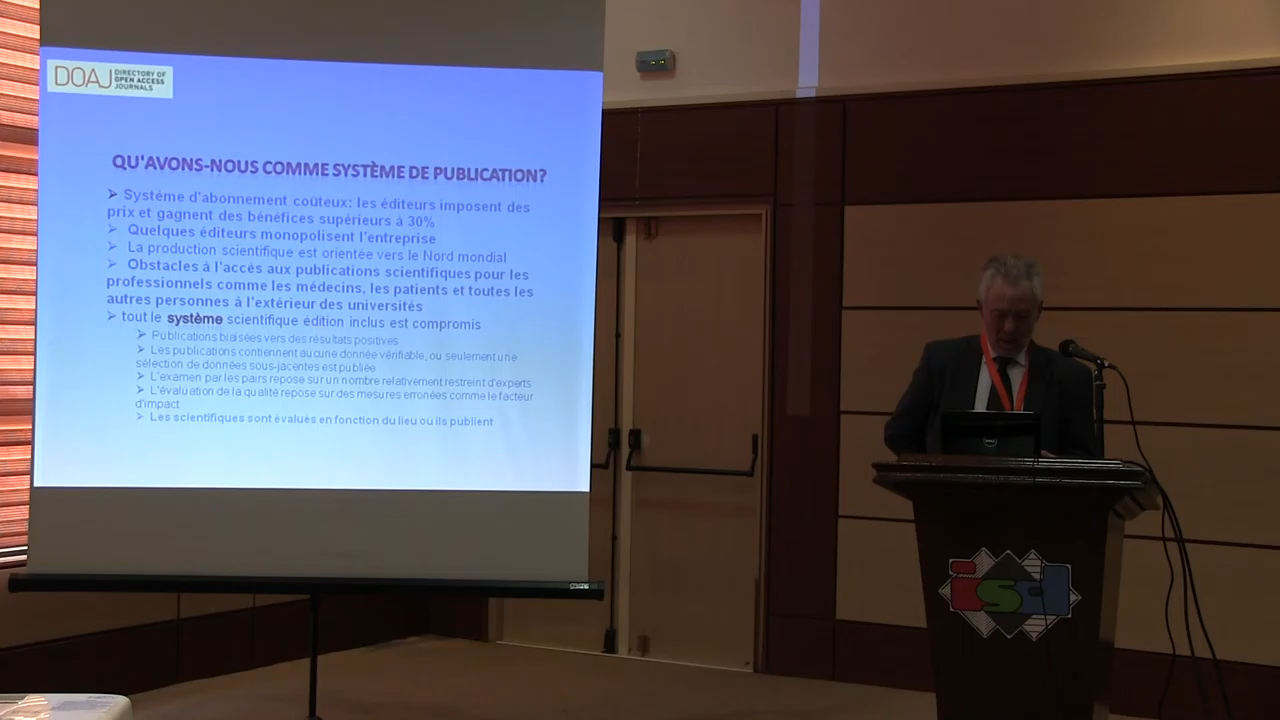 DOAJ DIRECTORY OF
OPEN ACCESS
JOURNALS
QU'AVONS-NOUS COMME SYSTÈME DE PUBLICATION?
➢ Systéme d'abonnement coúteux: les éditeurs imposent des
prix et gagnent des bénéfices supérieurs à 30%
➢ Quelques éditeurs monopolisent l'entreprise
➢ La production scientifique est orientée vers le Nord mondial
➢ Obstacles á l'accés aux publications scientifiques pour les
professionnels comme les médecins, les patients et toutes les
autres personnes á l'extérieur des universités
➢ tout le système scientifique édition inclus est compromis
➢ Publications biaisées vers des résultats positives
➢ Les publications contiennent aucune donnée vérifiable, ou seulement une
sélection de données sous-jacentes est publiée
➢ L'examen par les pairs repose sur un nombre relativement restreint d'experts
➢ L'évaluation de la qualité repose sur des mesures erronées comme le facteur
d'impact
➢ Les scientifiques sont évalués en fonction du lieu ou ils publient
DELL
isd